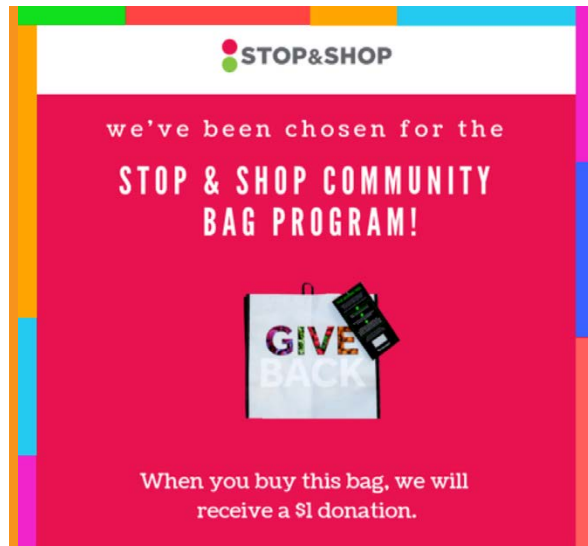 STOP&SHOP
we've been chosen for the
STOP & SHOP COMMUNITY
BAG PROGRAM!
GIVE
BACK
When you buy this bag, we will
receive a $1 donation.